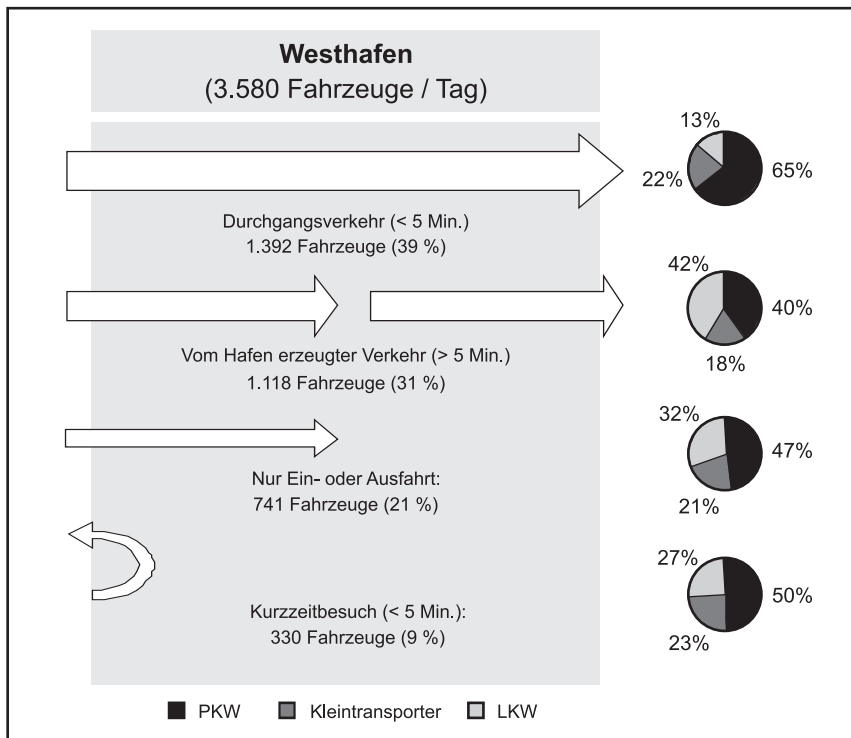 Westhafen
(3.580 Fahrzeuge / Tag)
13%
22%
65%
Durchgangsverkehr (< 5 Min.)
1.392 Fahrzeuge (39 %)
42%
40%
18%
Vom Hafen erzeugter Verkehr (> 5 Min.)
1.118 Fahrzeuge (31 %)
32%
47%
21%
Nur Ein- oder Ausfahrt:
741 Fahrzeuge (21 %)
27%
50%
23%
Kurzzeitbesuch (< 5 Min.):
330 Fahrzeuge (9 %)
PKW Kleintransporter LKW